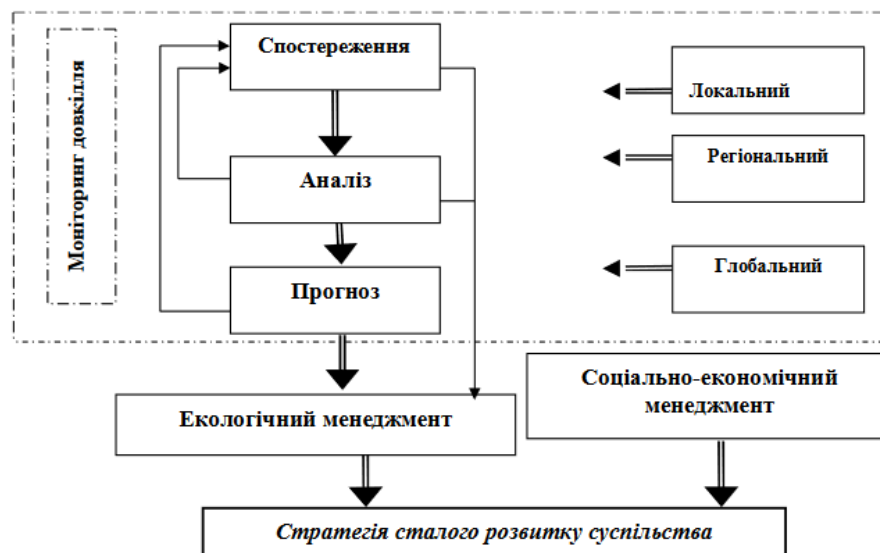 Моніторинг довкілля
Спостереження
Аналіз
Прогноз
Локальний
Регіональний
Глобальний
Екологічний менеджмент
Соціально-економічний
менеджмент
Стратегія сталого розвитку суспільства